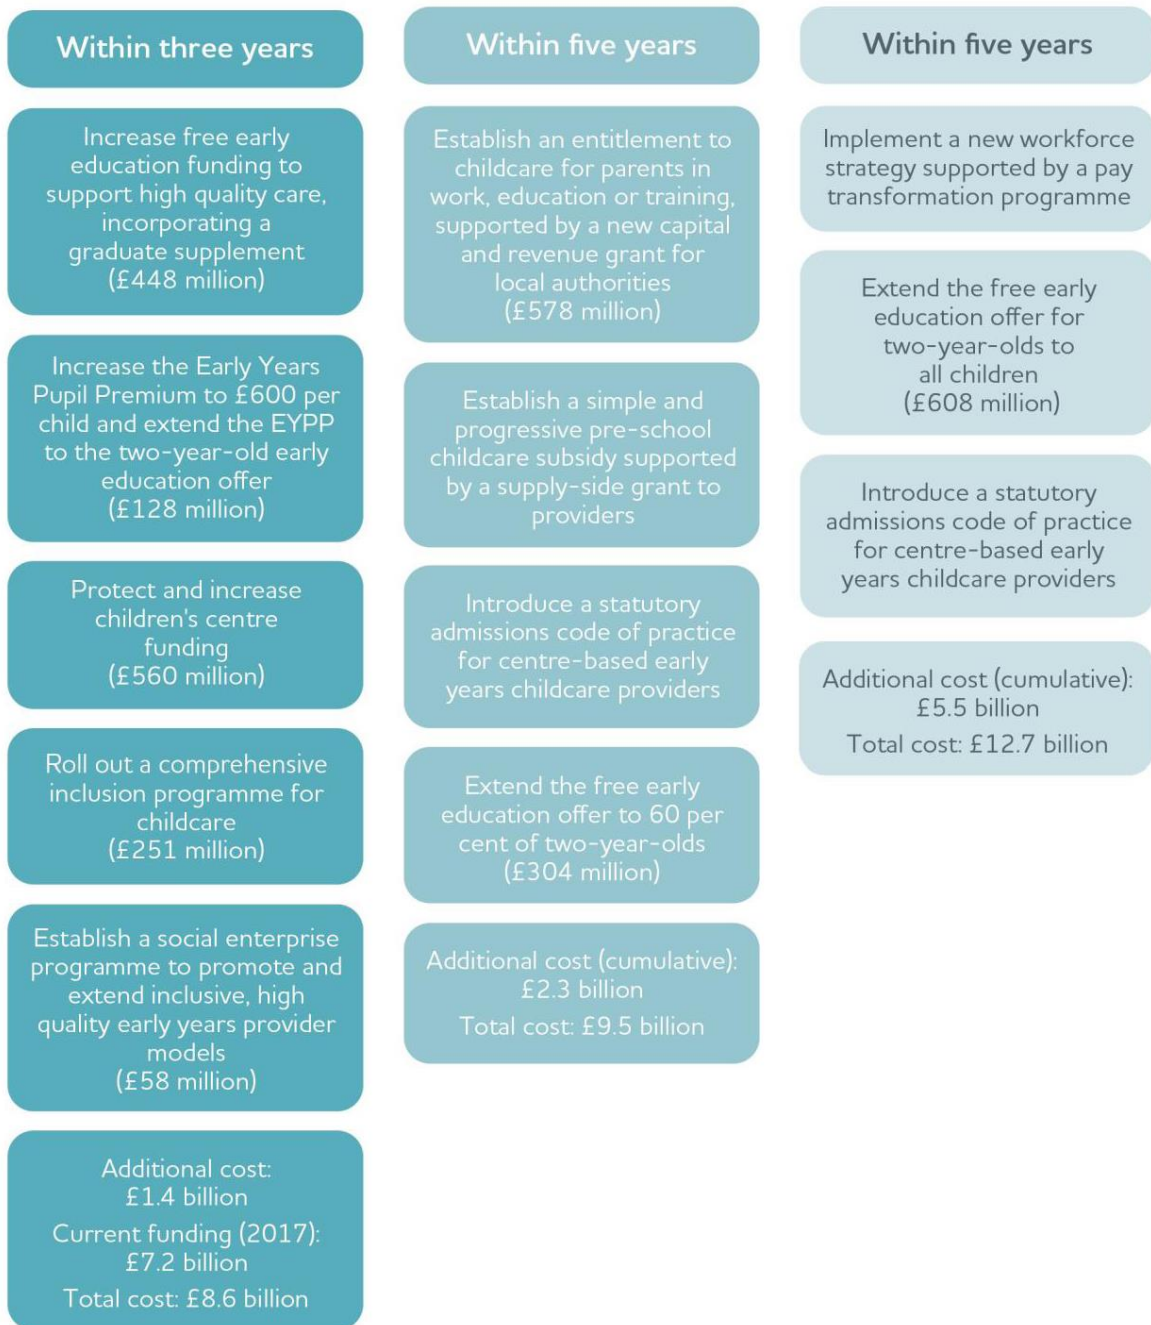 Within three years
Increase free early
education funding to
support high quality care,
incorporating a
graduate supplement
(£448 million)
Increase the Early Years
Pupil Premium to £600 per
child and extend the EYPP
to the two-year-old early
education offer
(£128 million)
Protect and increase
children's centre
funding
(£560 million)
Roll out a comprehensive
inclusion programme for
childcare
(£251 million)
Establish a social enterprise
programme to promote and
extend inclusive, high
quality early years provider
models
(£58 million)
Additional cost:
£1.4 billion
Current funding (2017):
£7.2 billion
Total cost: £8.6 billion
Within five years
Establish an entitlement to
childcare for parents in
work, education or training,
supported by a new capital
and revenue grant for
local authorities
(£578 million)
Establish a simple and
progressive pre-school
childcare subsidy supported
by a supply-side grant to
providers
Introduce a statutory
admissions code of practice
for centre-based early
years childcare providers
Extend the free early
education offer to 60 per
cent of two-year-olds
(£304 million)
Additional cost (cumulative):
£2.3 billion
Total cost: £9.5 billion
Within five years
Implement a new workforce
strategy supported by a pay
transformation programme
Extend the free early
education offer for
two-year-olds to
all children
(£608 million)
Introduce a statutory
admissions code of practice
for centre-based early
years childcare providers
Additional cost (cumulative):
£5.5 billion
Total cost: £12.7 billion